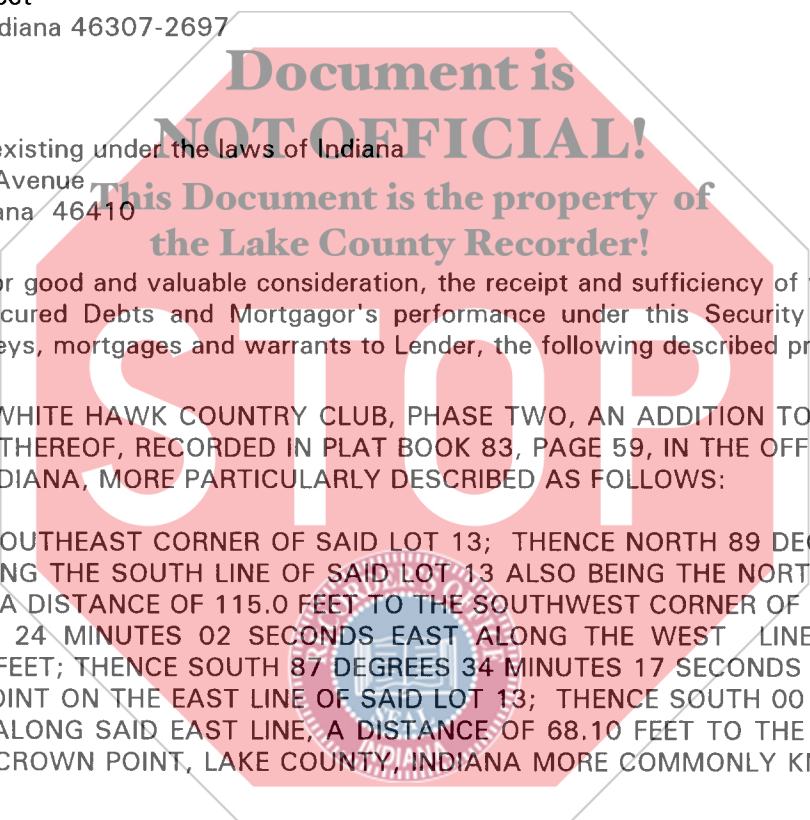 diana 46307-2697
Document is
NOT OFFICIAL!
existing under the laws of Indiana
Avenue
This Document is the property of
ana 46410
the Lake County Recorder!
or good and valuable consideration, the receipt and sufficiency of
cured Debts and Mortgagor's performance under this Security
eys, mortgages and warrants to Lender, the following described pr
STOP
WHITE HAWK COUNTRY CLUB, PHASE TWO, AN ADDITION TO
THEREOF, RECORDED IN PLAT BOOK 83, PAGE 59, IN THE OFF
DIANA, MORE PARTICULARLY DESCRIBED AS FOLLOWS:
OUTHEAST CORNER OF SAID LOT 13; THENCE NORTH 89 DEG
NG THE SOUTH LINE OF SAID LOT 13 ALSO BEING THE NORT
A DISTANCE OF 115.0 FEET TO THE SOUTHWEST CORNER OF
24 MINUTES 02 SECONDS EAST ALONG THE WEST LINE
FEET; THENCE SOUTH 87 DEGREES 34 MINUTES 17 SECONDS
OINT ON THE EAST LINE OF SAID LOT 13; THENCE SOUTH 00
ALONG SAID EAST LINE, A DISTANCE OF 68.10 FEET TO THE
CROWN POINT, LAKE COUNTY, INDIANA MORE COMMONLY K
RECORDER'S OFFICE
INDIANA